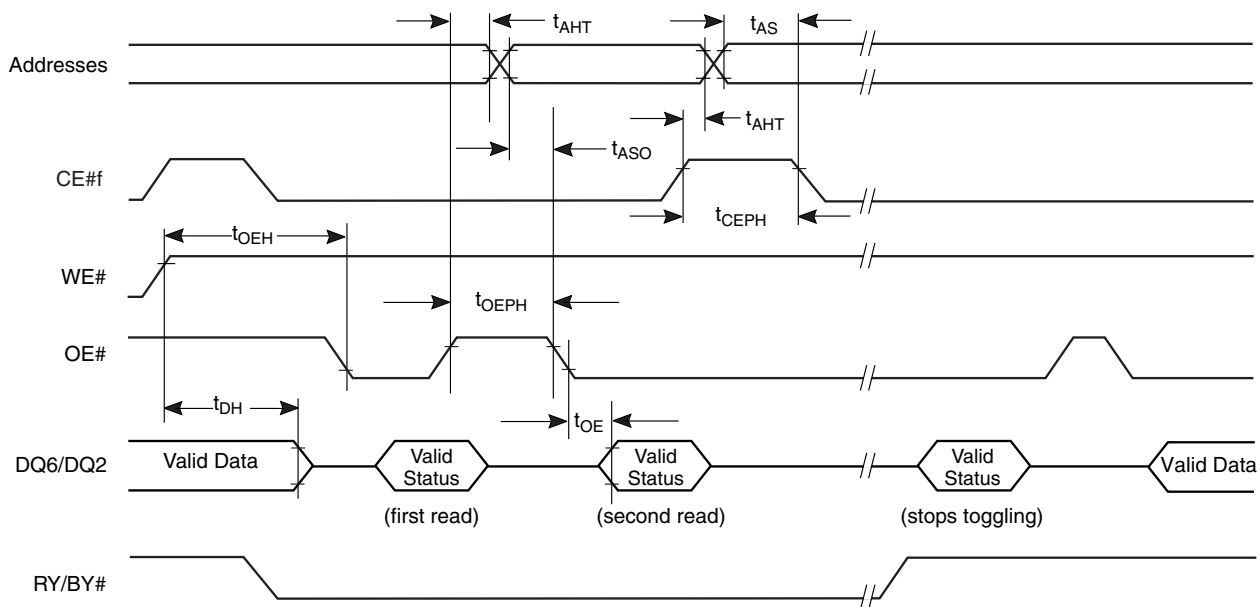 tAHT
tAS
Addresses
tAHT
tASO
CE#f
tCEPH
tOEH
WE#
tOEPH
OE#
tDH
tOE
DQ6/DQ2
Valid Data
Valid
Status
Valid
Status
Valid
Status
Valid Data
(first read)
(second read)
(stops toggling)
RY/BY#